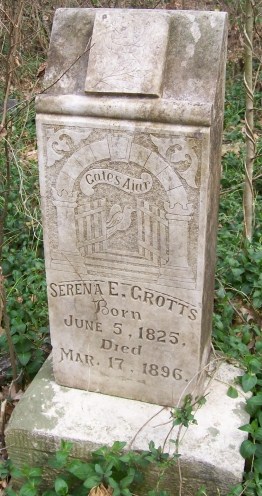 Gates Ajar
SERENA E. GROTTS
Born
JUNE 5, 1825.
Died
MAR. 17, 1896.